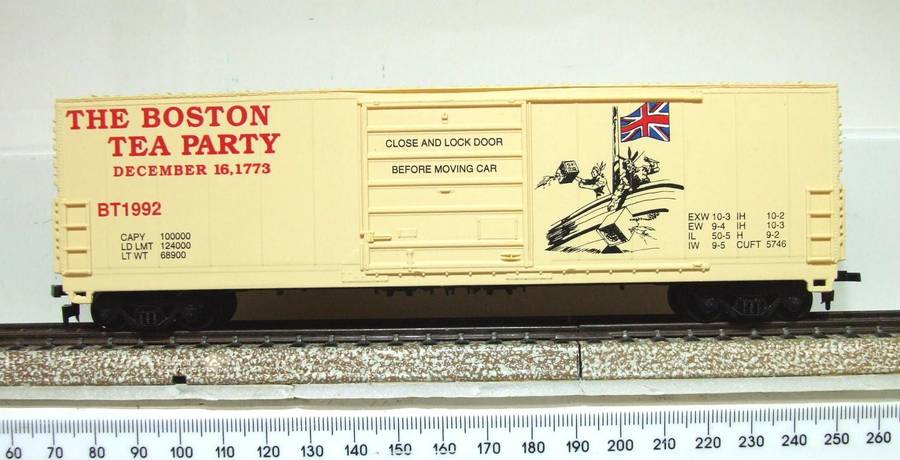 THE BOSTON
TEA PARTY
DECEMBER 16,1773
BT1992
CAPY 100000
LD LMT 124000
LT WT 68900
CLOSE AND LOCK DOOR
BEFORE MOVING CAR
EXW 10-3 IH 10-2
EW 9-4 IH 10-3
IL 50-5 H 9-2
IW 9-5 CUFT 5746
60 70 80 90 100 110 120 130 140 150 160 170 180 190 200 210 220 230 240 250 260